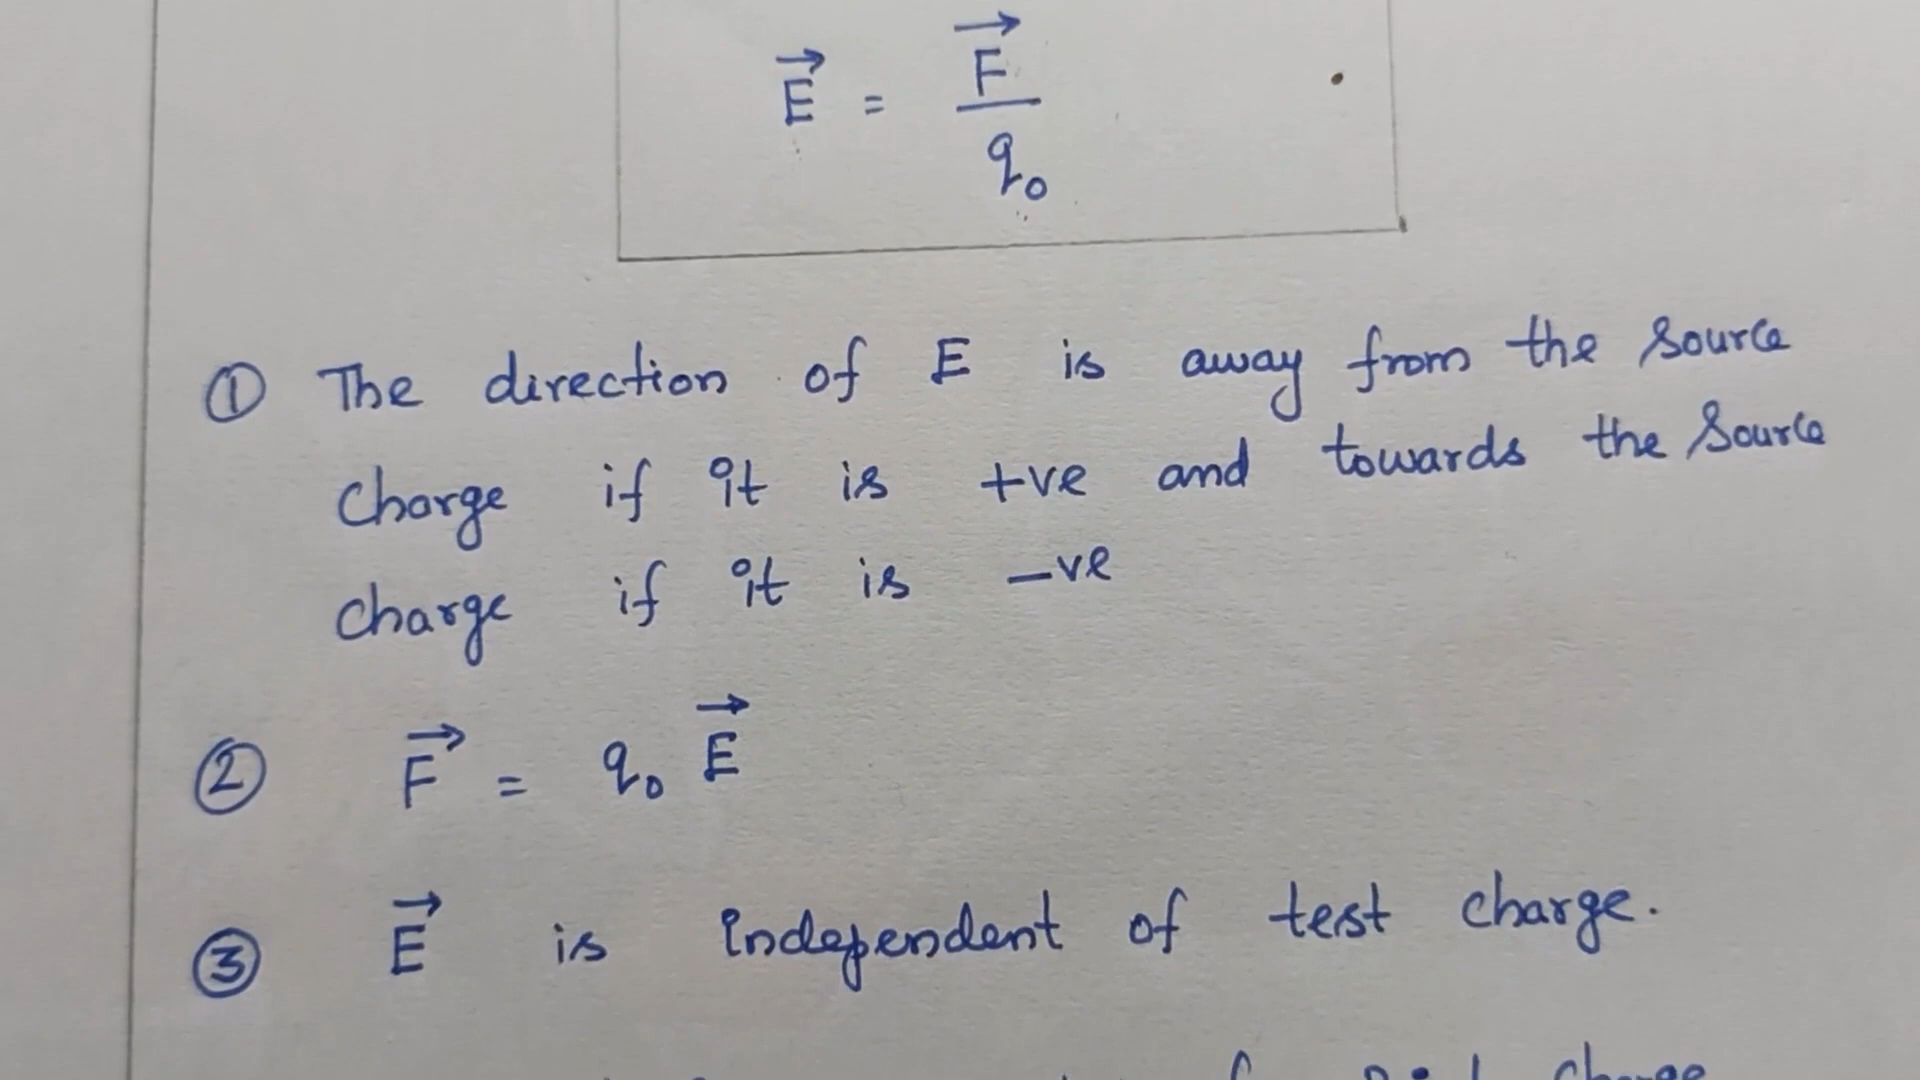 E⃗ = F⃗ / q₀
① The direction of E is away from the source
charge if it is +ve and towards the source
charge if it is -ve
② F⃗ = q₀ E⃗
③ E⃗ is independent of test charge.
charge